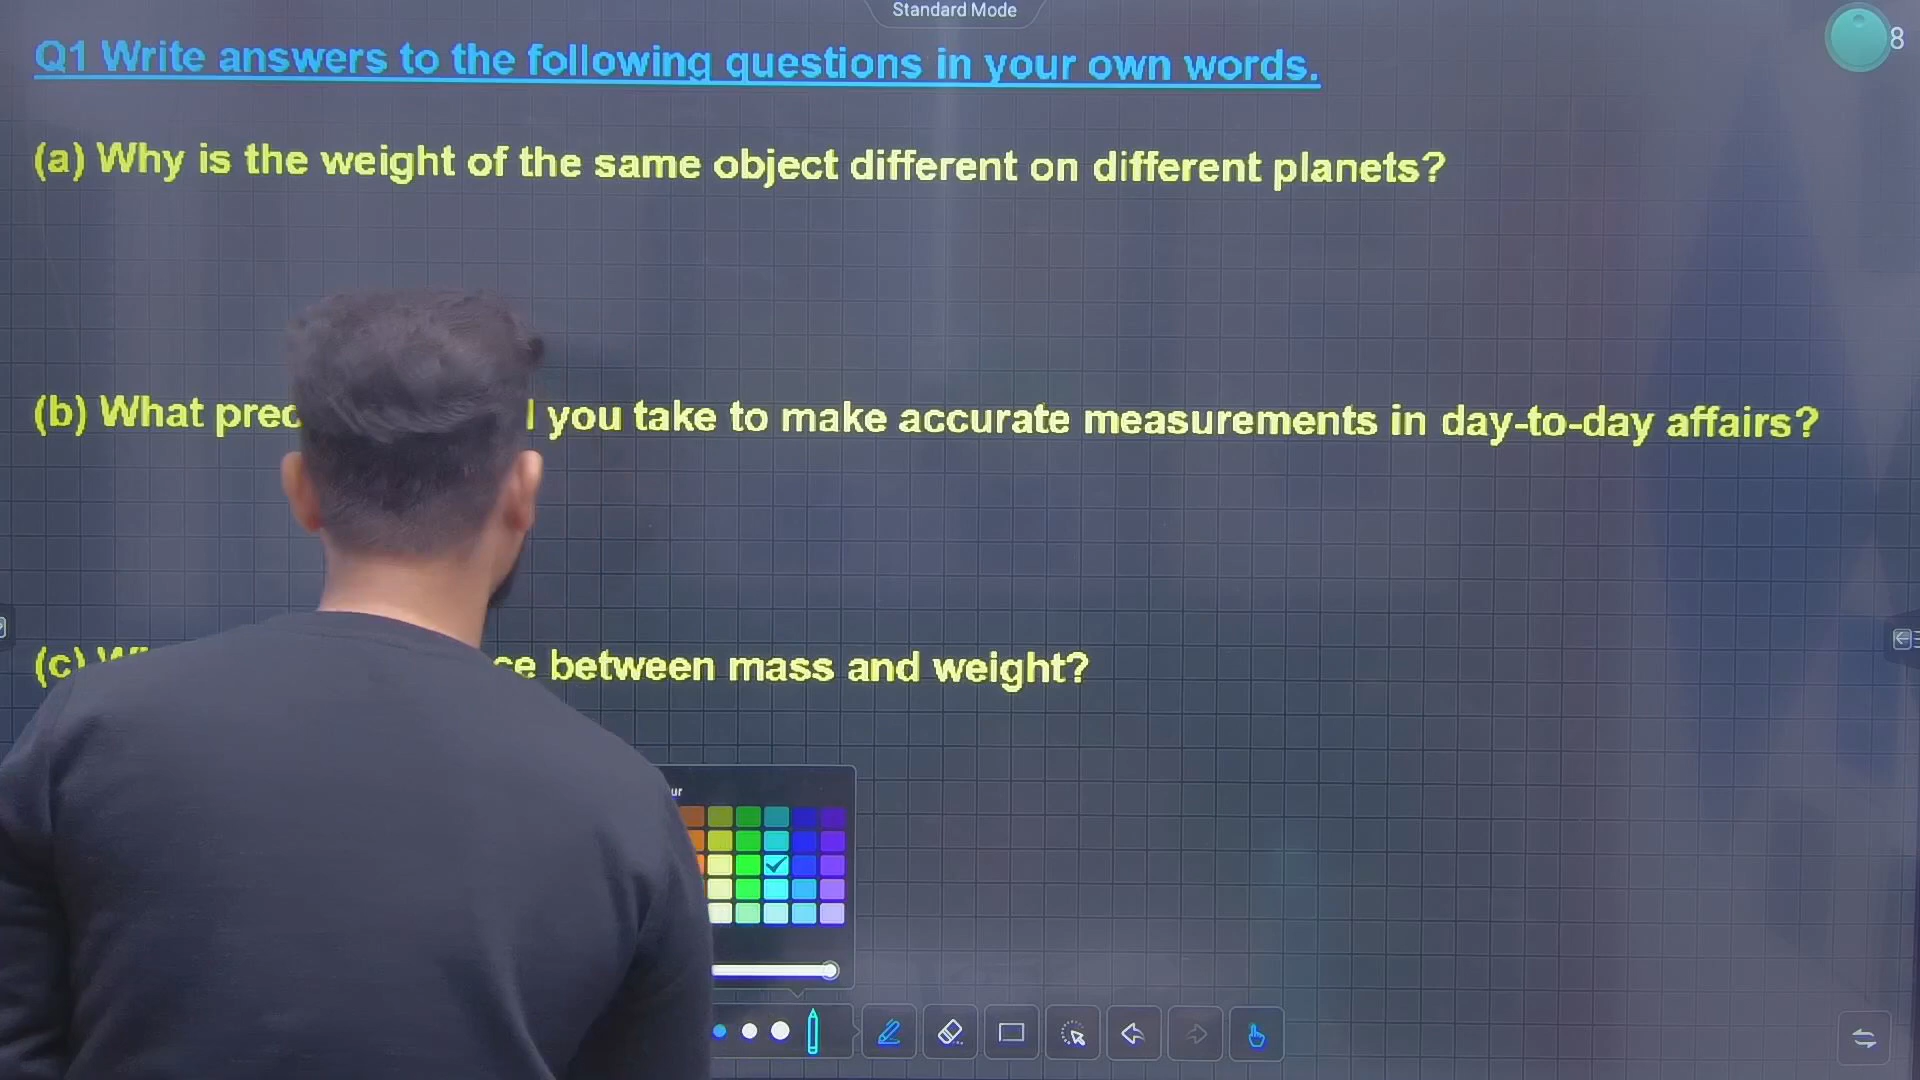 Standard Mode
8
Q1 Write answers to the following questions in your own words.
(a) Why is the weight of the same object different on different planets?
(b) What you take to make accurate measurements in day-to-day affairs?
(c) between mass and weight?